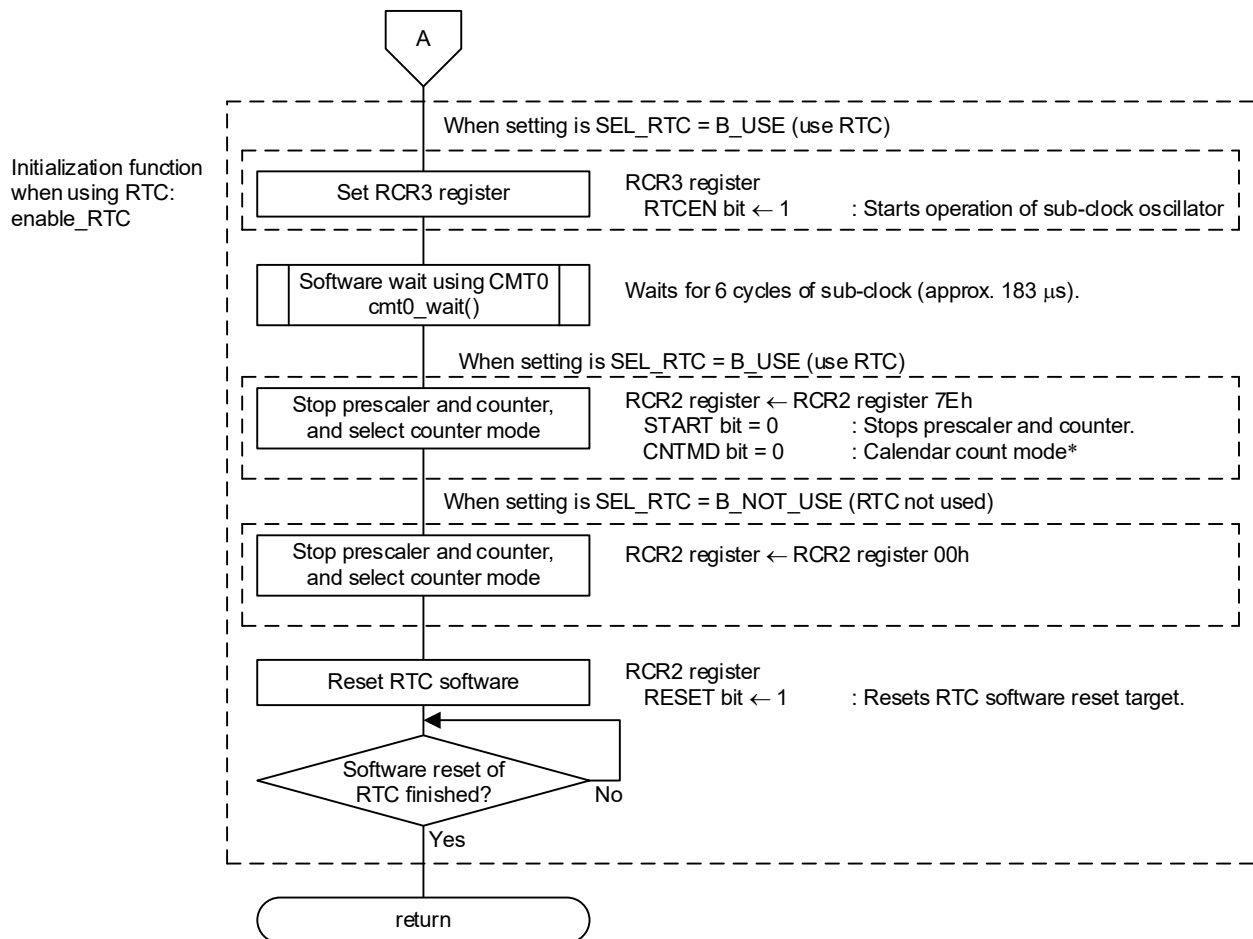 A
When setting is SEL_RTC = B_USE (use RTC)
Initialization function
when using RTC:
enable_RTC
Set RCR3 register
RCR3 register
RTCEN bit ← 1 : Starts operation of sub-clock oscillator
Software wait using CMT0
cmt0_wait()
Waits for 6 cycles of sub-clock (approx. 183 μs).
When setting is SEL_RTC = B_USE (use RTC)
Stop prescaler and counter,
and select counter mode
RCR2 register ← RCR2 register 7Eh
START bit = 0 : Stops prescaler and counter.
CNTMD bit = 0 : Calendar count mode*
When setting is SEL_RTC = B_NOT_USE (RTC not used)
Stop prescaler and counter,
and select counter mode
RCR2 register ← RCR2 register 00h
Reset RTC software
RCR2 register
RESET bit ← 1 : Resets RTC software reset target.
Software reset of
RTC finished?
No
Yes
return